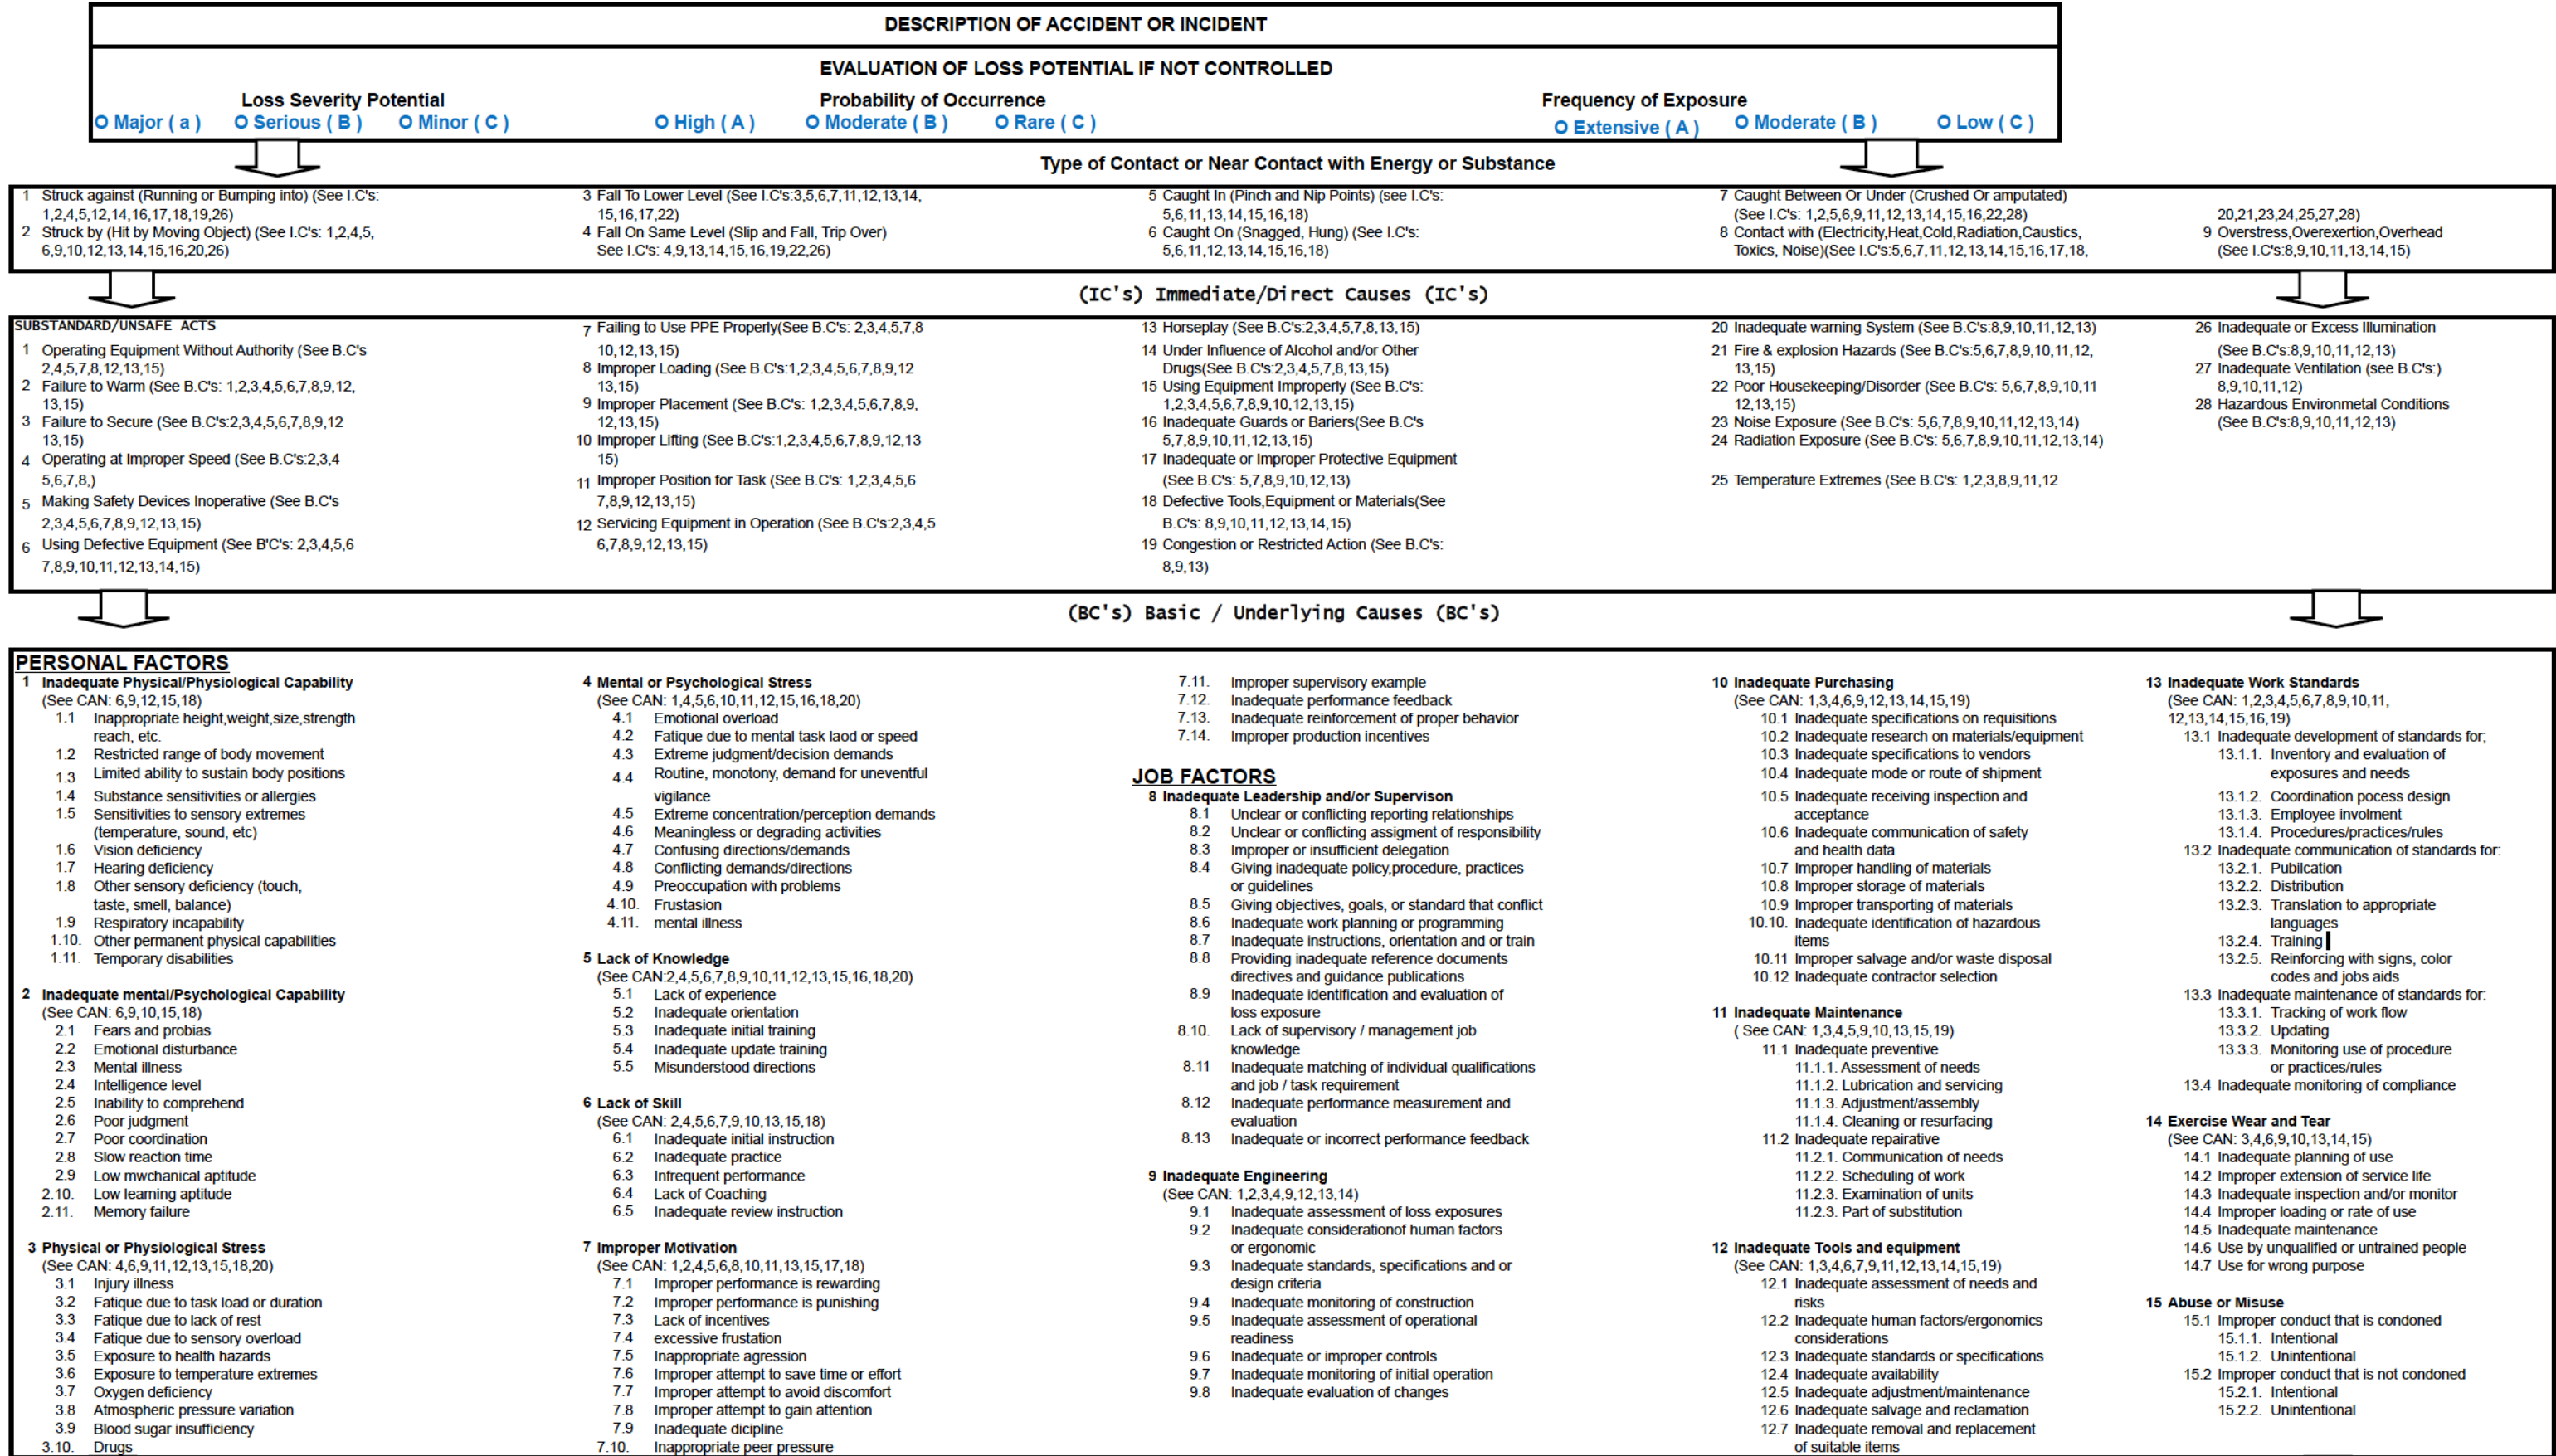 DESCRIPTION OF ACCIDENT OR INCIDENT
EVALUATION OF LOSS POTENTIAL IF NOT CONTROLLED
Loss Severity Potential
Probability of Occurrence
Frequency of Exposure
O Major ( a )
O Serious ( B )
O Minor ( C )
O High ( A )
O Moderate ( B )
O Rare ( C )
O Extensive ( A )
O Moderate ( B )
O Low ( C )
Type of Contact or Near Contact with Energy or Substance
1 Struck against (Running or Bumping into) (See I.C's:
1,2,4,5,12,14,16,17,18,19,26)
2 Struck by (Hit by Moving Object) (See I.C's: 1,2,4,5,
6,9,10,12,13,14,15,16,20,26)
3 Fall To Lower Level (See I.C's:3,5,6,7,11,12,13,14,
15,16,17,22)
4 Fall On Same Level (Slip and Fall, Trip Over)
See I.C's: 4,9,13,14,15,16,19,22,26)
5 Caught In (Pinch and Nip Points) (see I.C's:
5,6,11,13,14,15,16,18)
6 Caught On (Snagged, Hung) (See I.C's:
5,6,11,12,13,14,15,16,18)
7 Caught Between Or Under (Crushed Or amputated)
(See I.C's: 1,2,5,6,9,11,12,13,14,15,16,22,28)
8 Contact with (Electricity,Heat,Cold,Radiation,Caustics,
Toxics, Noise)(See I.C's:5,6,7,11,12,13,14,15,16,17,18,
20,21,23,24,25,27,28)
9 Overstress,Overexertion,Overhead
(See I.C's:8,9,10,11,13,14,15)
(IC's) Immediate/Direct Causes (IC's)
SUBSTANDARD/UNSAFE ACTS
1 Operating Equipment Without Authority (See B.C's
2,4,5,7,8,12,13,15)
2 Failure to Warm (See B.C's: 1,2,3,4,5,6,7,8,9,12,
13,15)
3 Failure to Secure (See B.C's:2,3,4,5,6,7,8,9,12
13,15)
4 Operating at Improper Speed (See B.C's:2,3,4
5,6,7,8,)
5 Making Safety Devices Inoperative (See B.C's
2,3,4,5,6,7,8,9,12,13,15)
6 Using Defective Equipment (See B'C's: 2,3,4,5,6
7,8,9,10,11,12,13,14,15)
7 Failing to Use PPE Properly(See B.C's: 2,3,4,5,7,8
10,12,13,15)
8 Improper Loading (See B.C's:1,2,3,4,5,6,7,8,9,12
13,15)
9 Improper Placement (See B.C's: 1,2,3,4,5,6,7,8,9,
12,13,15)
10 Improper Lifting (See B.C's:1,2,3,4,5,6,7,8,9,12,13
15)
11 Improper Position for Task (See B.C's: 1,2,3,4,5,6
7,8,9,12,13,15)
12 Servicing Equipment in Operation (See B.C's:2,3,4,5
6,7,8,9,12,13,15)
13 Horseplay (See B.C's:2,3,4,5,7,8,13,15)
14 Under Influence of Alcohol and/or Other
Drugs(See B.C's:2,3,4,5,7,8,13,15)
15 Using Equipment Improperly (See B.C's:
1,2,3,4,5,6,7,8,9,10,12,13,15)
16 Inadequate Guards or Bariers(See B.C's
5,7,8,9,10,11,12,13,15)
17 Inadequate or Improper Protective Equipment
(See B.C's: 5,7,8,9,10,12,13)
18 Defective Tools,Equipment or Materials(See
B.C's: 8,9,10,11,12,13,14,15)
19 Congestion or Restricted Action (See B.C's:
8,9,13)
20 Inadequate warning System (See B.C's:8,9,10,11,12,13)
21 Fire & explosion Hazards (See B.C's:5,6,7,8,9,10,11,12,
13,15)
22 Poor Housekeeping/Disorder (See B.C's: 5,6,7,8,9,10,11
12,13,15)
23 Noise Exposure (See B.C's: 5,6,7,8,9,10,11,12,13,14)
24 Radiation Exposure (See B.C's: 5,6,7,8,9,10,11,12,13,14)
25 Temperature Extremes (See B.C's: 1,2,3,8,9,11,12
26 Inadequate or Excess Illumination
(See B.C's:8,9,10,11,12,13)
27 Inadequate Ventilation (see B.C's:)
8,9,10,11,12)
28 Hazardous Environmetal Conditions
(See B.C's:8,9,10,11,12,13)
(BC's) Basic / Underlying Causes (BC's)
PERSONAL FACTORS
1 Inadequate Physical/Physiological Capability
(See CAN: 6,9,12,15,18)
1.1 Inappropriate height,weight,size,strength
reach, etc.
1.2 Restricted range of body movement
1.3 Limited ability to sustain body positions
1.4 Substance sensitivities or allergies
1.5 Sensitivities to sensory extremes
(temperature, sound, etc)
1.6 Vision deficiency
1.7 Hearing deficiency
1.8 Other sensory deficiency (touch,
taste, smell, balance)
1.9 Respiratory incapability
1.10. Other permanent physical capabilities
1.11. Temporary disabilities
2 Inadequate mental/Psychological Capability
(See CAN: 6,9,10,15,18)
2.1 Fears and probias
2.2 Emotional disturbance
2.3 Mental illness
2.4 Intelligence level
2.5 Inability to comprehend
2.6 Poor judgment
2.7 Poor coordination
2.8 Slow reaction time
2.9 Low mwchanical aptitude
2.10. Low learning aptitude
2.11. Memory failure
3 Physical or Physiological Stress
(See CAN: 4,6,9,11,12,13,15,18,20)
3.1 Injury illness
3.2 Fatique due to task load or duration
3.3 Fatique due to lack of rest
3.4 Fatique due to sensory overload
3.5 Exposure to health hazards
3.6 Exposure to temperature extremes
3.7 Oxygen deficiency
3.8 Atmospheric pressure variation
3.9 Blood sugar insufficiency
3.10. Drugs
4 Mental or Psychological Stress
(See CAN: 1,4,5,6,10,11,12,15,16,18,20)
4.1 Emotional overload
4.2 Fatique due to mental task laod or speed
4.3 Extreme judgment/decision demands
4.4 Routine, monotony, demand for uneventful
vigilance
4.5 Extreme concentration/perception demands
4.6 Meaningless or degrading activities
4.7 Confusing directions/demands
4.8 Conflicting demands/directions
4.9 Preoccupation with problems
4.10. Frustasion
4.11. mental illness
5 Lack of Knowledge
(See CAN:2,4,5,6,7,8,9,10,11,12,13,15,16,18,20)
5.1 Lack of experience
5.2 Inadequate orientation
5.3 Inadequate initial training
5.4 Inadequate update training
5.5 Misunderstood directions
6 Lack of Skill
(See CAN: 2,4,5,6,7,9,10,13,15,18)
6.1 Inadequate initial instruction
6.2 Inadequate practice
6.3 Infrequent performance
6.4 Lack of Coaching
6.5 Inadequate review instruction
7 Improper Motivation
(See CAN: 1,2,4,5,6,8,10,11,13,15,17,18)
7.1 Improper performance is rewarding
7.2 Improper performance is punishing
7.3 Lack of incentives
7.4 excessive frustation
7.5 Inappropriate agression
7.6 Improper attempt to save time or effort
7.7 Improper attempt to avoid discomfort
7.8 Improper attempt to gain attention
7.9 Inadequate dicipline
7.10. Inappropriate peer pressure
7.11. Improper supervisory example
7.12. Inadequate performance feedback
7.13. Inadequate reinforcement of proper behavior
7.14. Improper production incentives
JOB FACTORS
8 Inadequate Leadership and/or Supervison
8.1 Unclear or conflicting reporting relationships
8.2 Unclear or conflicting assigment of responsibility
8.3 Improper or insufficient delegation
8.4 Giving inadequate policy,procedure, practices
or guidelines
8.5 Giving objectives, goals, or standard that conflict
8.6 Inadequate work planning or programming
8.7 Inadequate instructions, orientation and or train
8.8 Providing inadequate reference documents
directives and guidance publications
8.9 Inadequate identification and evaluation of
loss exposure
8.10. Lack of supervisory / management job
knowledge
8.11 Inadequate matching of individual qualifications
and job / task requirement
8.12 Inadequate performance measurement and
evaluation
8.13 Inadequate or incorrect performance feedback
9 Inadequate Engineering
(See CAN: 1,2,3,4,9,12,13,14)
9.1 Inadequate assessment of loss exposures
9.2 Inadequate considerationof human factors
or ergonomic
9.3 Inadequate standards, specifications and or
design criteria
9.4 Inadequate monitoring of construction
9.5 Inadequate assessment of operational
readiness
9.6 Inadequate or improper controls
9.7 Inadequate monitoring of initial operation
9.8 Inadequate evaluation of changes
10 Inadequate Purchasing
(See CAN: 1,3,4,6,9,12,13,14,15,19)
10.1 Inadequate specifications on requisitions
10.2 Inadequate research on materials/equipment
10.3 Inadequate specifications to vendors
10.4 Inadequate mode or route of shipment
10.5 Inadequate receiving inspection and
acceptance
10.6 Inadequate communication of safety
and health data
10.7 Improper handling of materials
10.8 Improper storage of materials
10.9 Improper transporting of materials
10.10. Inadequate identification of hazardous
items
10.11 Improper salvage and/or waste disposal
10.12 Inadequate contractor selection
11 Inadequate Maintenance
( See CAN: 1,3,4,5,9,10,13,15,19)
11.1 Inadequate preventive
11.1.1. Assessment of needs
11.1.2. Lubrication and servicing
11.1.3. Adjustment/assembly
11.1.4. Cleaning or resurfacing
11.2 Inadequate repairative
11.2.1. Communication of needs
11.2.2. Scheduling of work
11.2.3. Examination of units
11.2.3. Part of substitution
12 Inadequate Tools and equipment
(See CAN: 1,3,4,6,7,9,11,12,13,14,15,19)
12.1 Inadequate assessment of needs and
risks
12.2 Inadequate human factors/ergonomics
considerations
12.3 Inadequate standards or specifications
12.4 Inadequate availability
12.5 Inadequate adjustment/maintenance
12.6 Inadequate salvage and reclamation
12.7 Inadequate removal and replacement
of suitable items
13 Inadequate Work Standards
(See CAN: 1,2,3,4,5,6,7,8,9,10,11,
12,13,14,15,16,19)
13.1 Inadequate development of standards for;
13.1.1. Inventory and evaluation of
exposures and needs
13.1.2. Coordination pocess design
13.1.3. Employee involment
13.1.4. Procedures/practices/rules
13.2 Inadequate communication of standards for:
13.2.1. Pubilcation
13.2.2. Distribution
13.2.3. Translation to appropriate
languages
13.2.4. Training
13.2.5. Reinforcing with signs, color
codes and jobs aids
13.3 Inadequate maintenance of standards for:
13.3.1. Tracking of work flow
13.3.2. Updating
13.3.3. Monitoring use of procedure
or practices/rules
13.4 Inadequate monitoring of compliance
14 Exercise Wear and Tear
(See CAN: 3,4,6,9,10,13,14,15)
14.1 Inadequate planning of use
14.2 Improper extension of service life
14.3 Inadequate inspection and/or monitor
14.4 Improper loading or rate of use
14.5 Inadequate maintenance
14.6 Use by unqualified or untrained people
14.7 Use for wrong purpose
15 Abuse or Misuse
15.1 Improper conduct that is condoned
15.1.1. Intentional
15.1.2. Unintentional
15.2 Improper conduct that is not condoned
15.2.1. Intentional
15.2.2. Unintentional